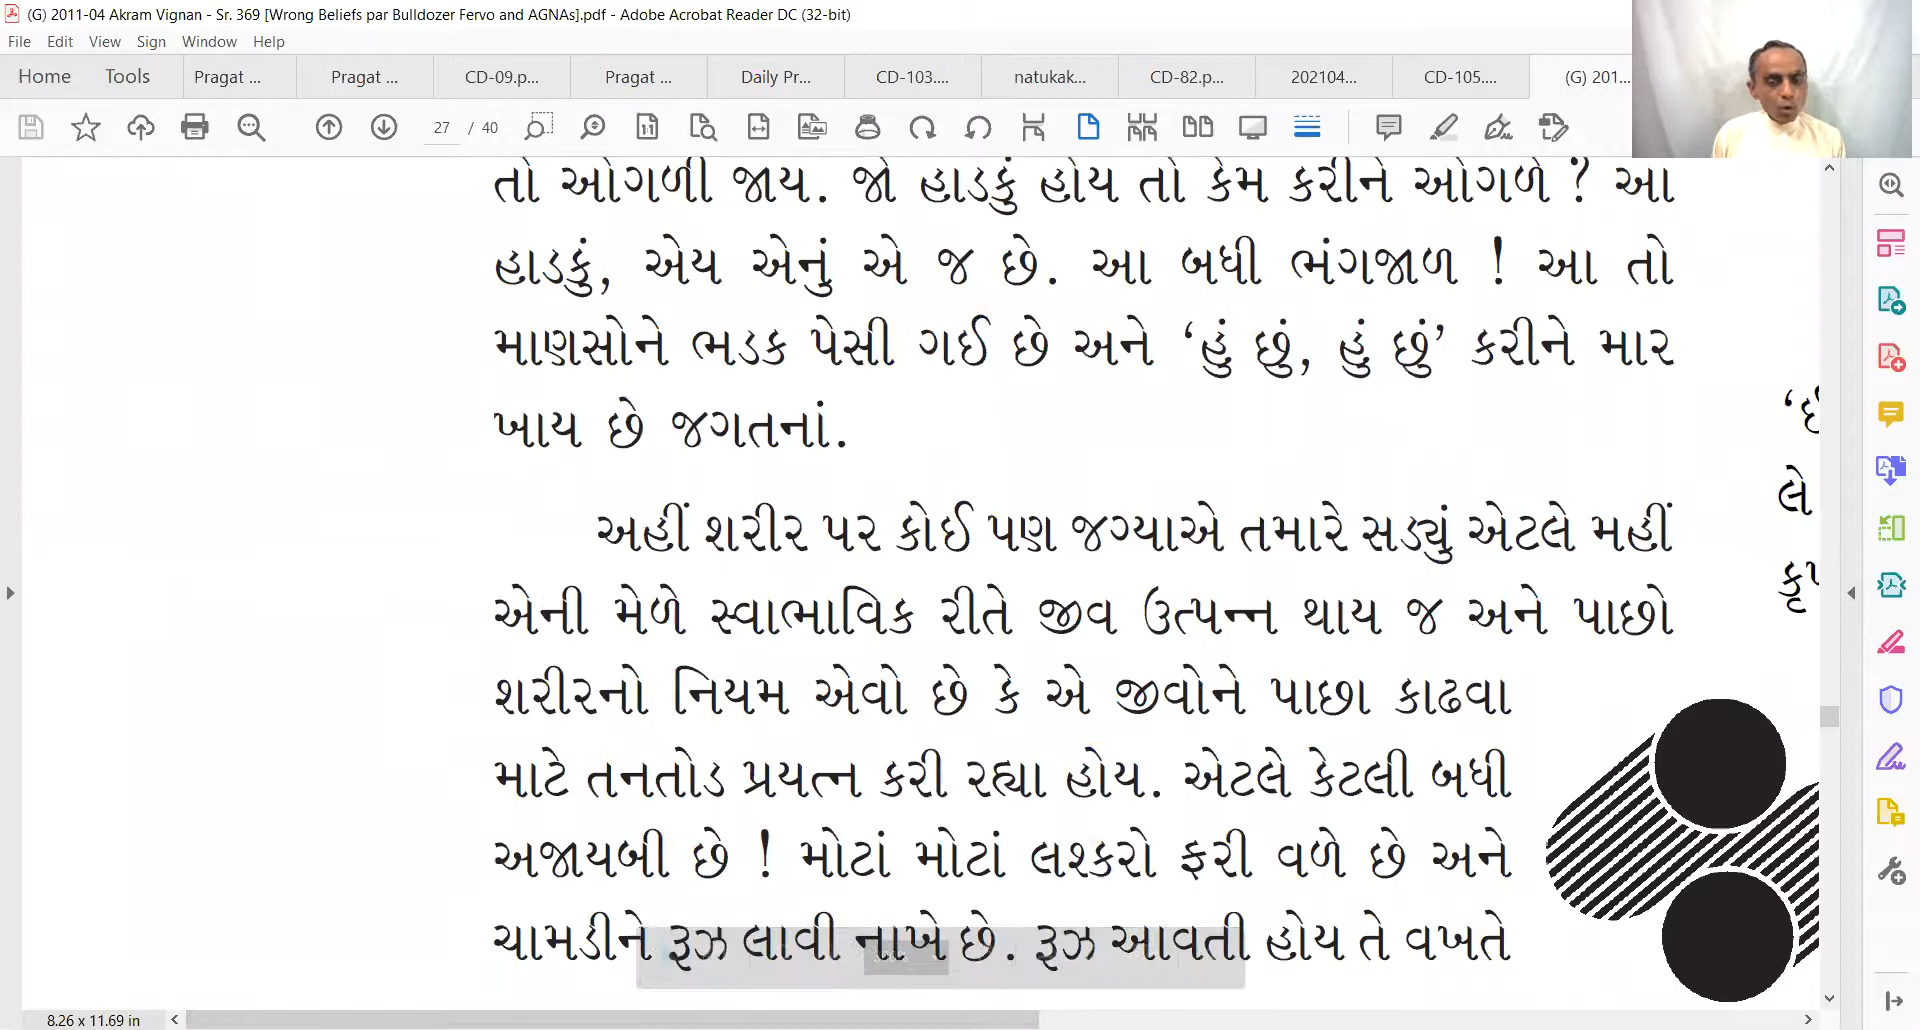 (G) 2011-04 Akram Vignan - Sr. 369 [Wrong Beliefs par Bulldozer Fervo and AGNAs].pdf - Adobe Acrobat Reader DC (32-bit)
File Edit View Sign Window Help
Home Tools Pragat ... Pragat ... CD-09.p... Pragat ... Daily Pr... CD-103.... natukak... CD-82.p... 202104... CD-105.... (G) 201...
27 / 40
તો ઓગળી જાય. જો હાડકું હોય તો કેમ કરીને ઓગળે ? આ
હાડકું, એય એનું એ જ છે. આ બધી ભંગજાળ ! આ તો
માણસોને ભડક પેસી ગઈ છે અને ‘હું છું, હું છું’ કરીને માર
ખાય છે જગતનાં.
અહીં શરીર પર કોઈ પણ જગ્યાએ તમારે સડ્યું એટલે મહીં
એની મેળે સ્વાભાવિક રીતે જીવ ઉત્પન્ન થાય જ અને પાછો
શરીરનો નિયમ એવો છે કે એ જીવોને પાછા કાઢવા
માટે તનતોડ પ્રયત્ન કરી રહ્યા હોય. એટલે કેટલી બધી
અજાયબી છે ! મોટાં મોટાં લશ્કરો ફરી વળે છે અને
ચામડીને રૂઝ લાવી નાખે છે. રૂઝ આવતી હોય તે વખતે
લે
8.26 x 11.69 in